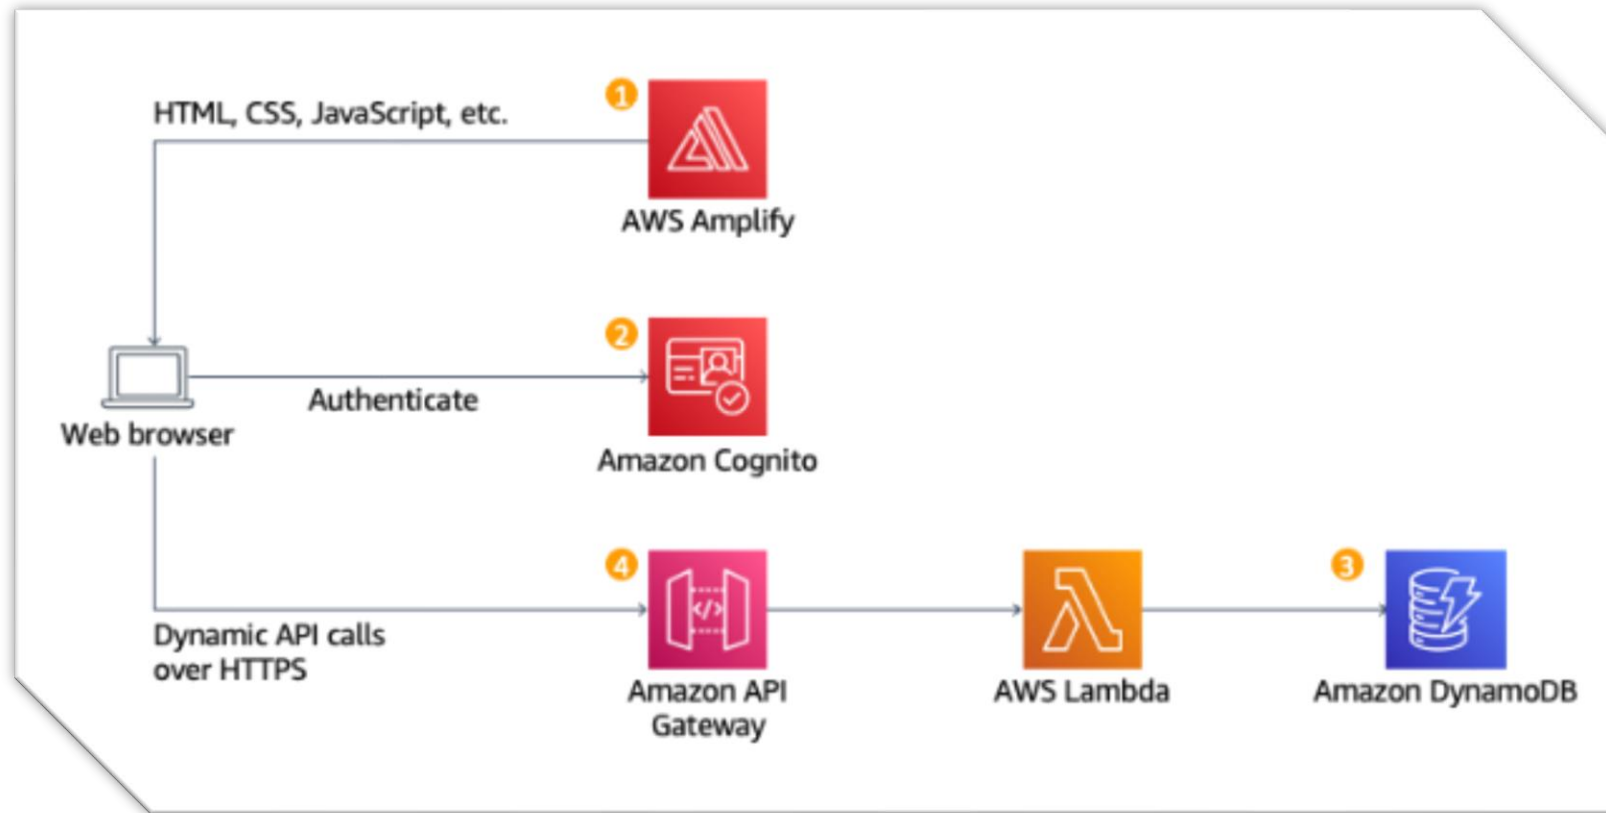 1
HTML, CSS, JavaScript, etc.
AWS Amplify
2
Authenticate
Web browser
Amazon Cognito
4
3
Dynamic API calls
over HTTPS
</>
Amazon API
Gateway
AWS Lambda
Amazon DynamoDB